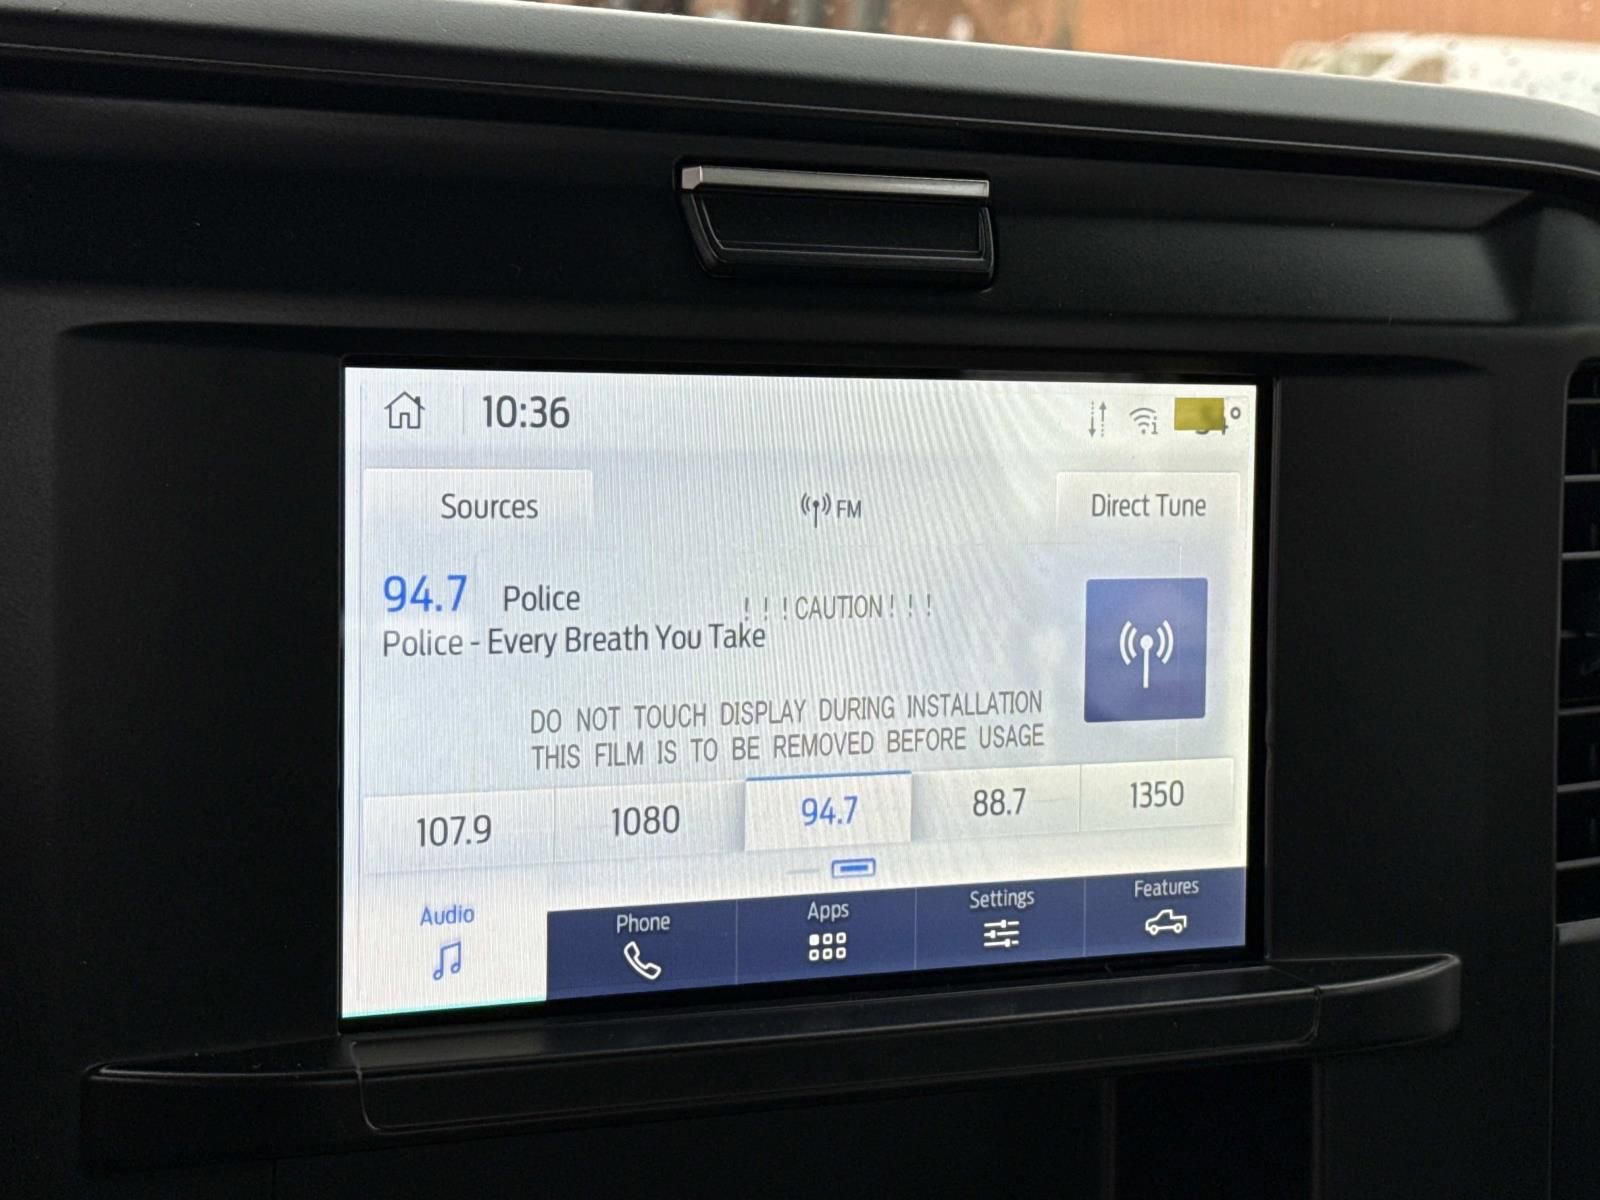 10:36
Sources
FM
Direct Tune
94.7 Police
! ! ! CAUTION ! ! !
Police - Every Breath You Take
DO NOT TOUCH DISPLAY DURING INSTALLATION
THIS FILM IS TO BE REMOVED BEFORE USAGE
107.9 1080 94.7 88.7 1350
Audio Phone Apps Settings Features